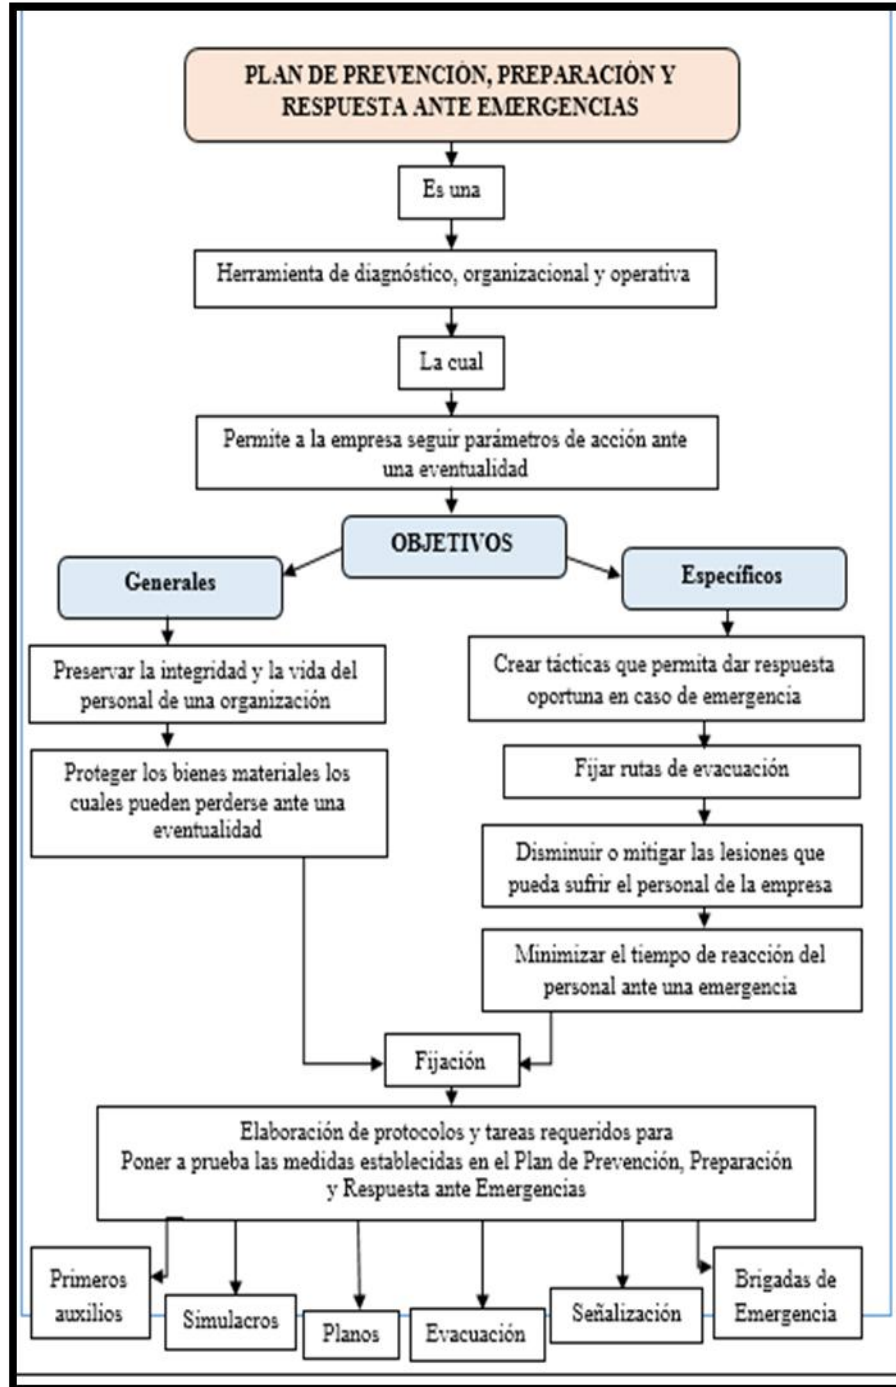 PLAN DE PREVENCIÓN, PREPARACIÓN Y
RESPUESTA ANTE EMERGENCIAS
Es una
Herramienta de diagnóstico, organizacional y operativa
La cual
Permite a la empresa seguir parámetros de acción ante
una eventualidad
OBJETIVOS
Generales
Preservar la integridad y la vida del
personal de una organización
Proteger los bienes materiales los
cuales pueden perderse ante una
eventualidad
Específicos
Crear tácticas que permita dar respuesta
oportuna en caso de emergencia
Fijar rutas de evacuación
Disminuir o mitigar las lesiones que
pueda sufrir el personal de la empresa
Minimizar el tiempo de reacción del
personal ante una emergencia
Fijación
Elaboración de protocolos y tareas requeridos para
Poner a prueba las medidas establecidas en el Plan de Prevención, Preparación
y Respuesta ante Emergencias
Primeros
auxilios
Simulacros
Planos
Evacuación
Señalización
Brigadas de
Emergencia